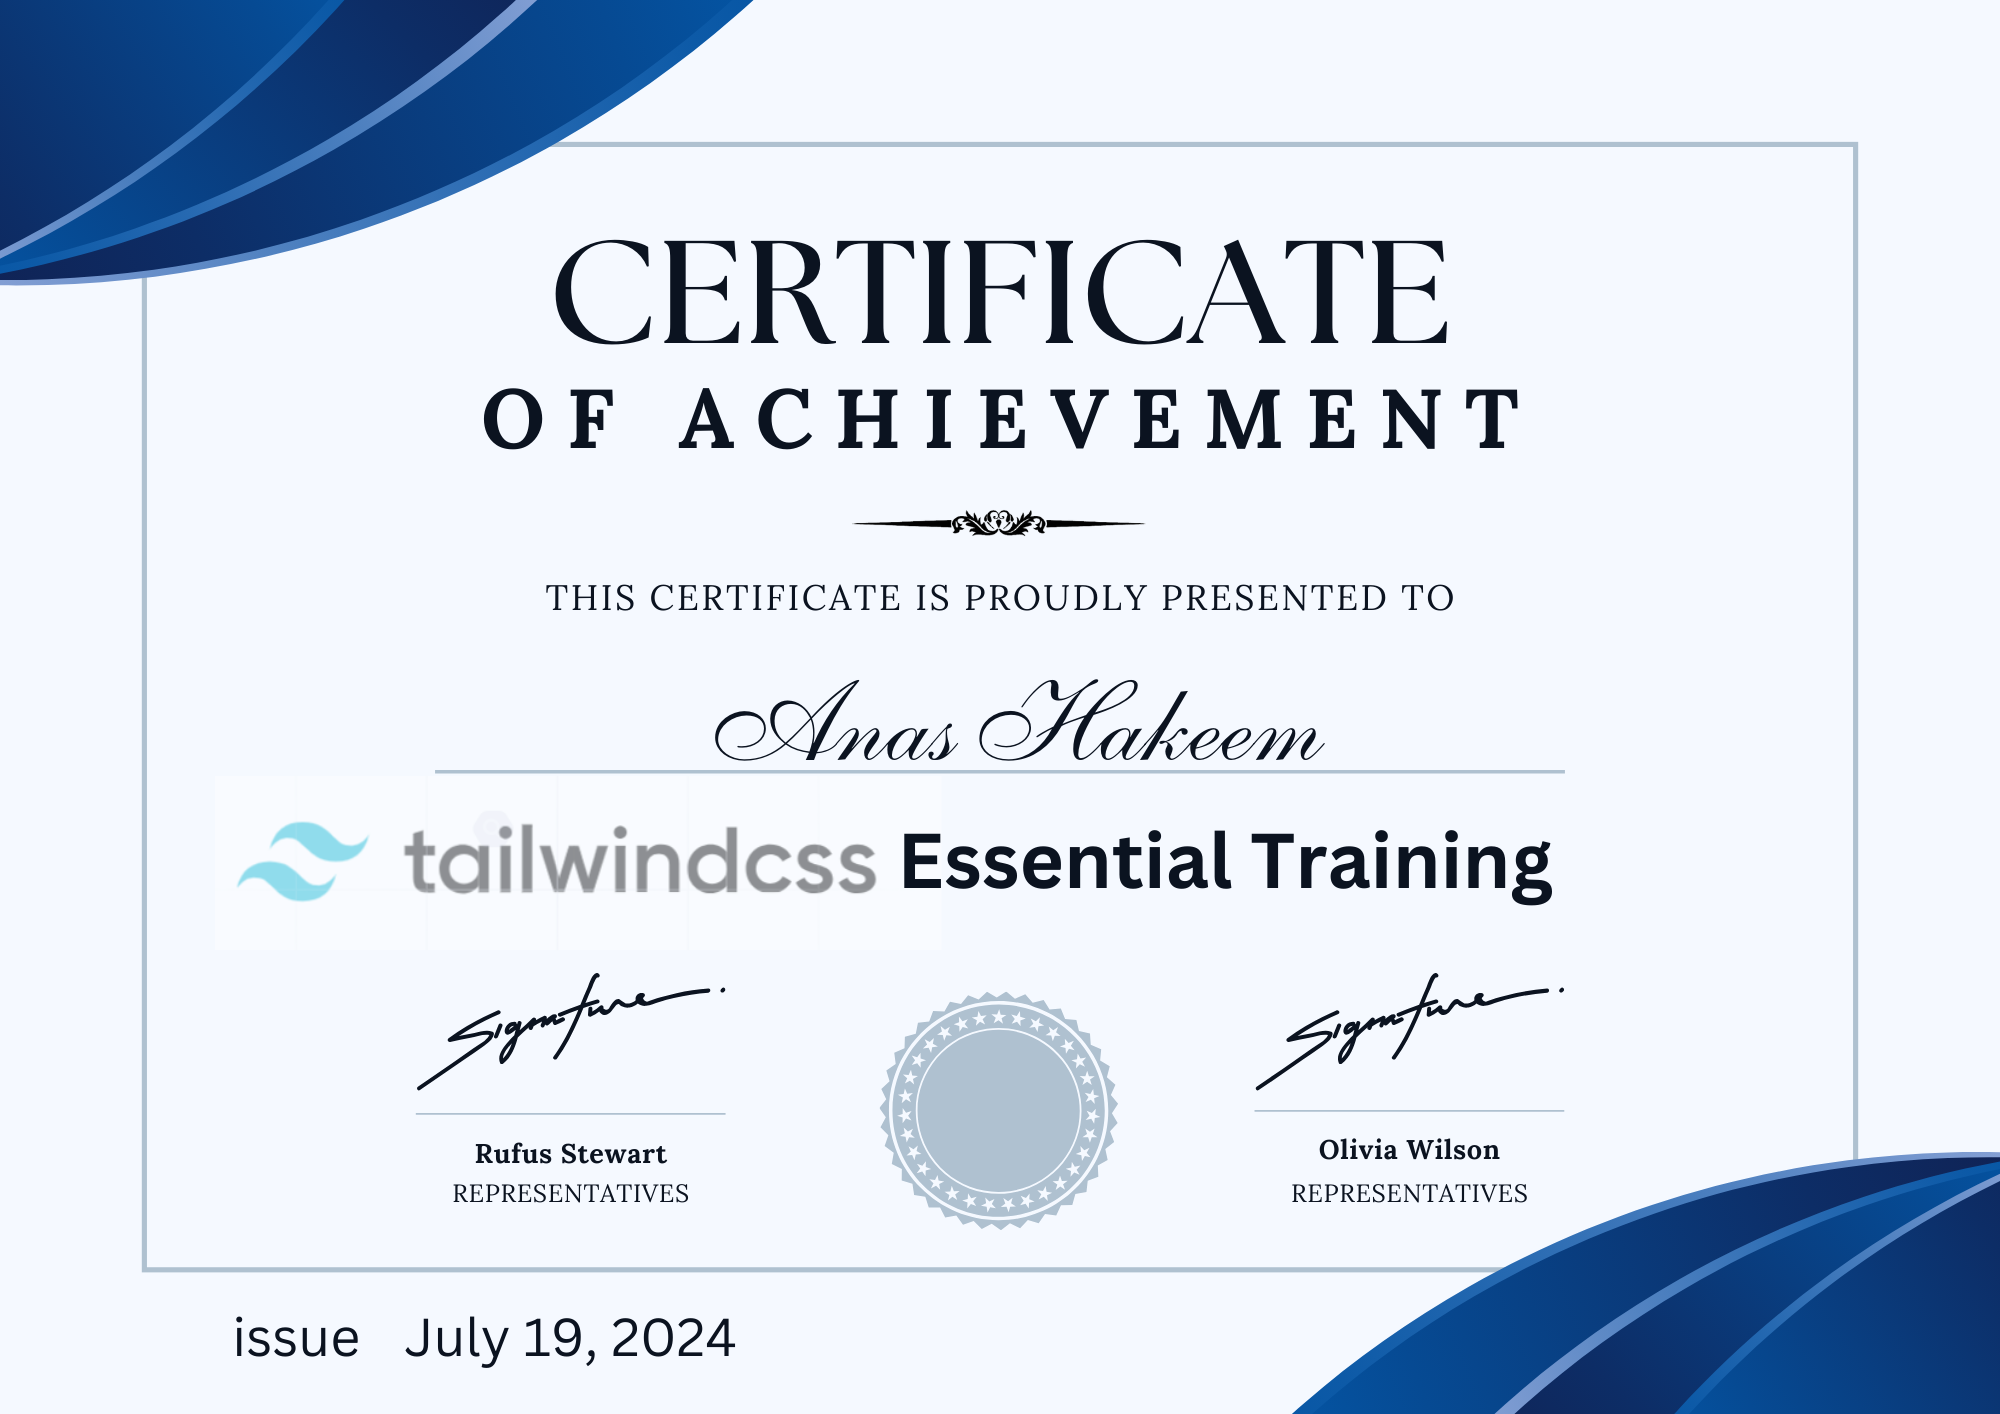 CERTIFICATE
OF ACHIEVEMENT
THIS CERTIFICATE IS PROUDLY PRESENTED TO
Anas Hakeem
tailwindcss Essential Training
Signature
Signature
Rufus Stewart
Olivia Wilson
REPRESENTATIVES
REPRESENTATIVES
issue July 19, 2024